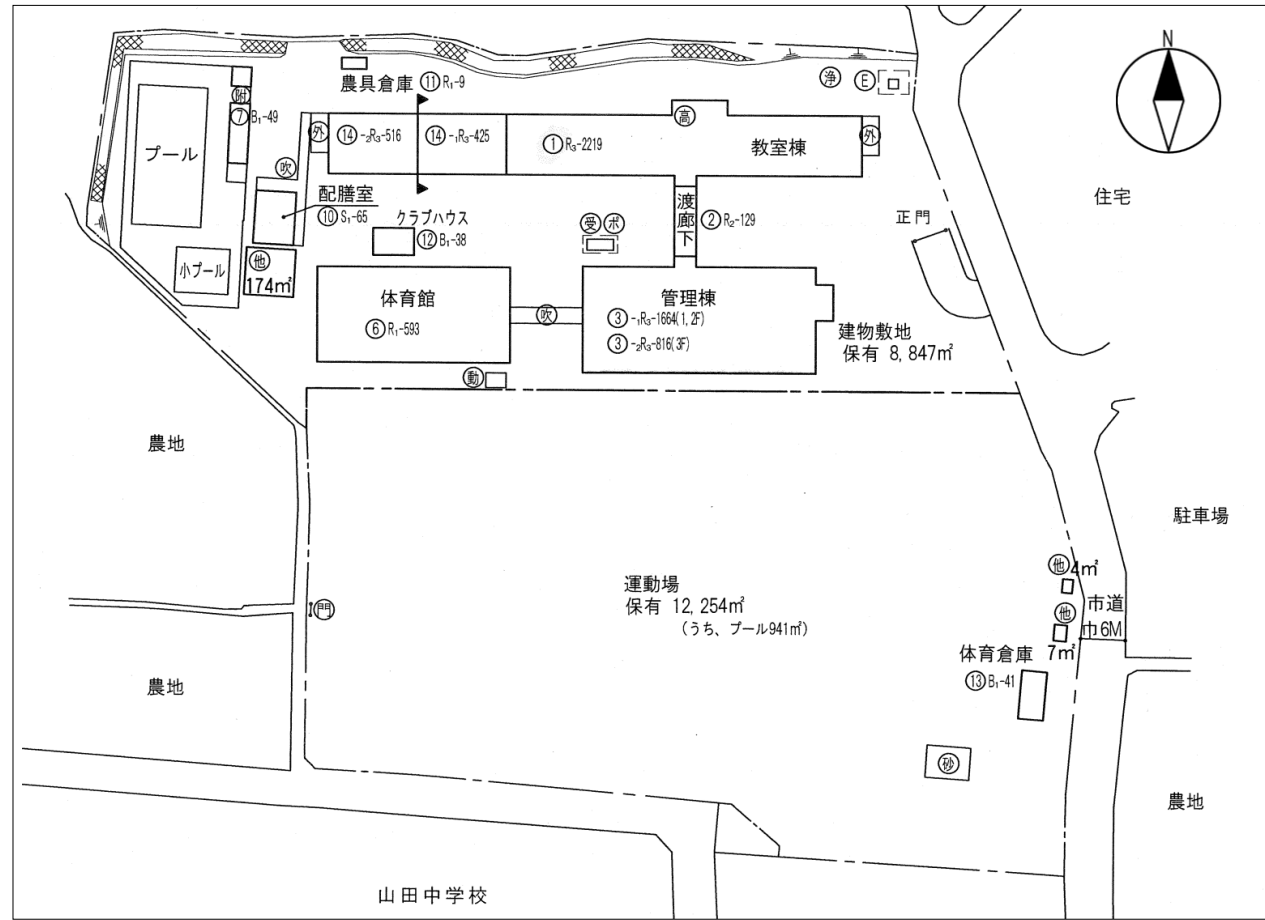 N
浄
E
農具倉庫 ⑪R₁-9
附
⑦B₁-49
プール
吹
外
⑭-₂R₃-516
⑭-₁R₃-425
①R₃-2219
高
教室棟
外
住宅
配膳室
⑩S₁-65
クラブハウス
⑫B₁-38
受 ポ
渡廊下
②R₂-129
正門
小プール
他
174㎡
体育館
⑥R₁-593
吹
管理棟
③-₁R₃-1664(1,2F)
③-₂R₃-816(3F)
建物敷地
保有 8,847㎡
動
農地
駐車場
運動場
保有 12,254㎡
(うち、プール941㎡)
門
他 4㎡
他
7㎡
市道
巾6M
体育倉庫
⑬B₁-41
農地
砂
農地
山田中学校